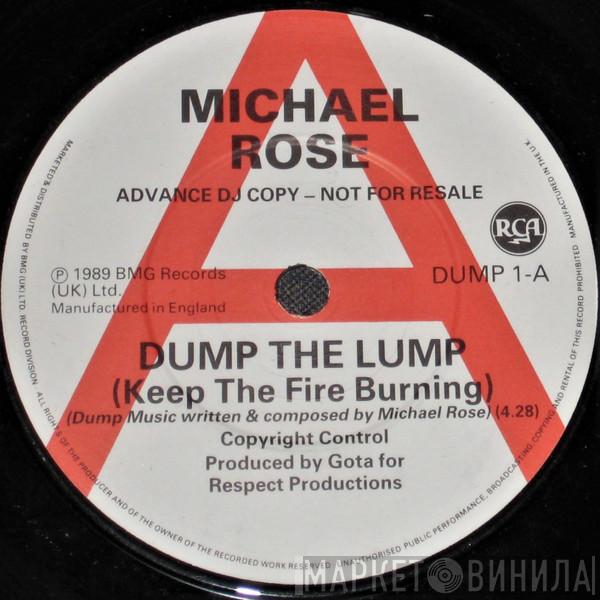 MICHAEL
ROSE
ADVANCE DJ COPY – NOT FOR RESALE
RCA
DUMP 1-A
℗ 1989 BMG Records
(UK) Ltd.
Manufactured in England
DUMP THE LUMP
(Keep The Fire Burning)
(Dump Music written & composed by Michael Rose) (4.28)
Copyright Control
Produced by Gota for
Respect Productions
MARKETED & DISTRIBUTED BY BMG (UK) LTD. RECORD DIVISION · ALL RIGHTS OF THE PRODUCER AND OF THE OWNER OF THE RECORDED WORK RESERVED · UNAUTHORISED PUBLIC PERFORMANCE, BROADCASTING, COPYING AND RENTAL OF THIS RECORD PROHIBITED MANUFACTURED IN THE U.K.
МАРКЕТ ВИНИЛА